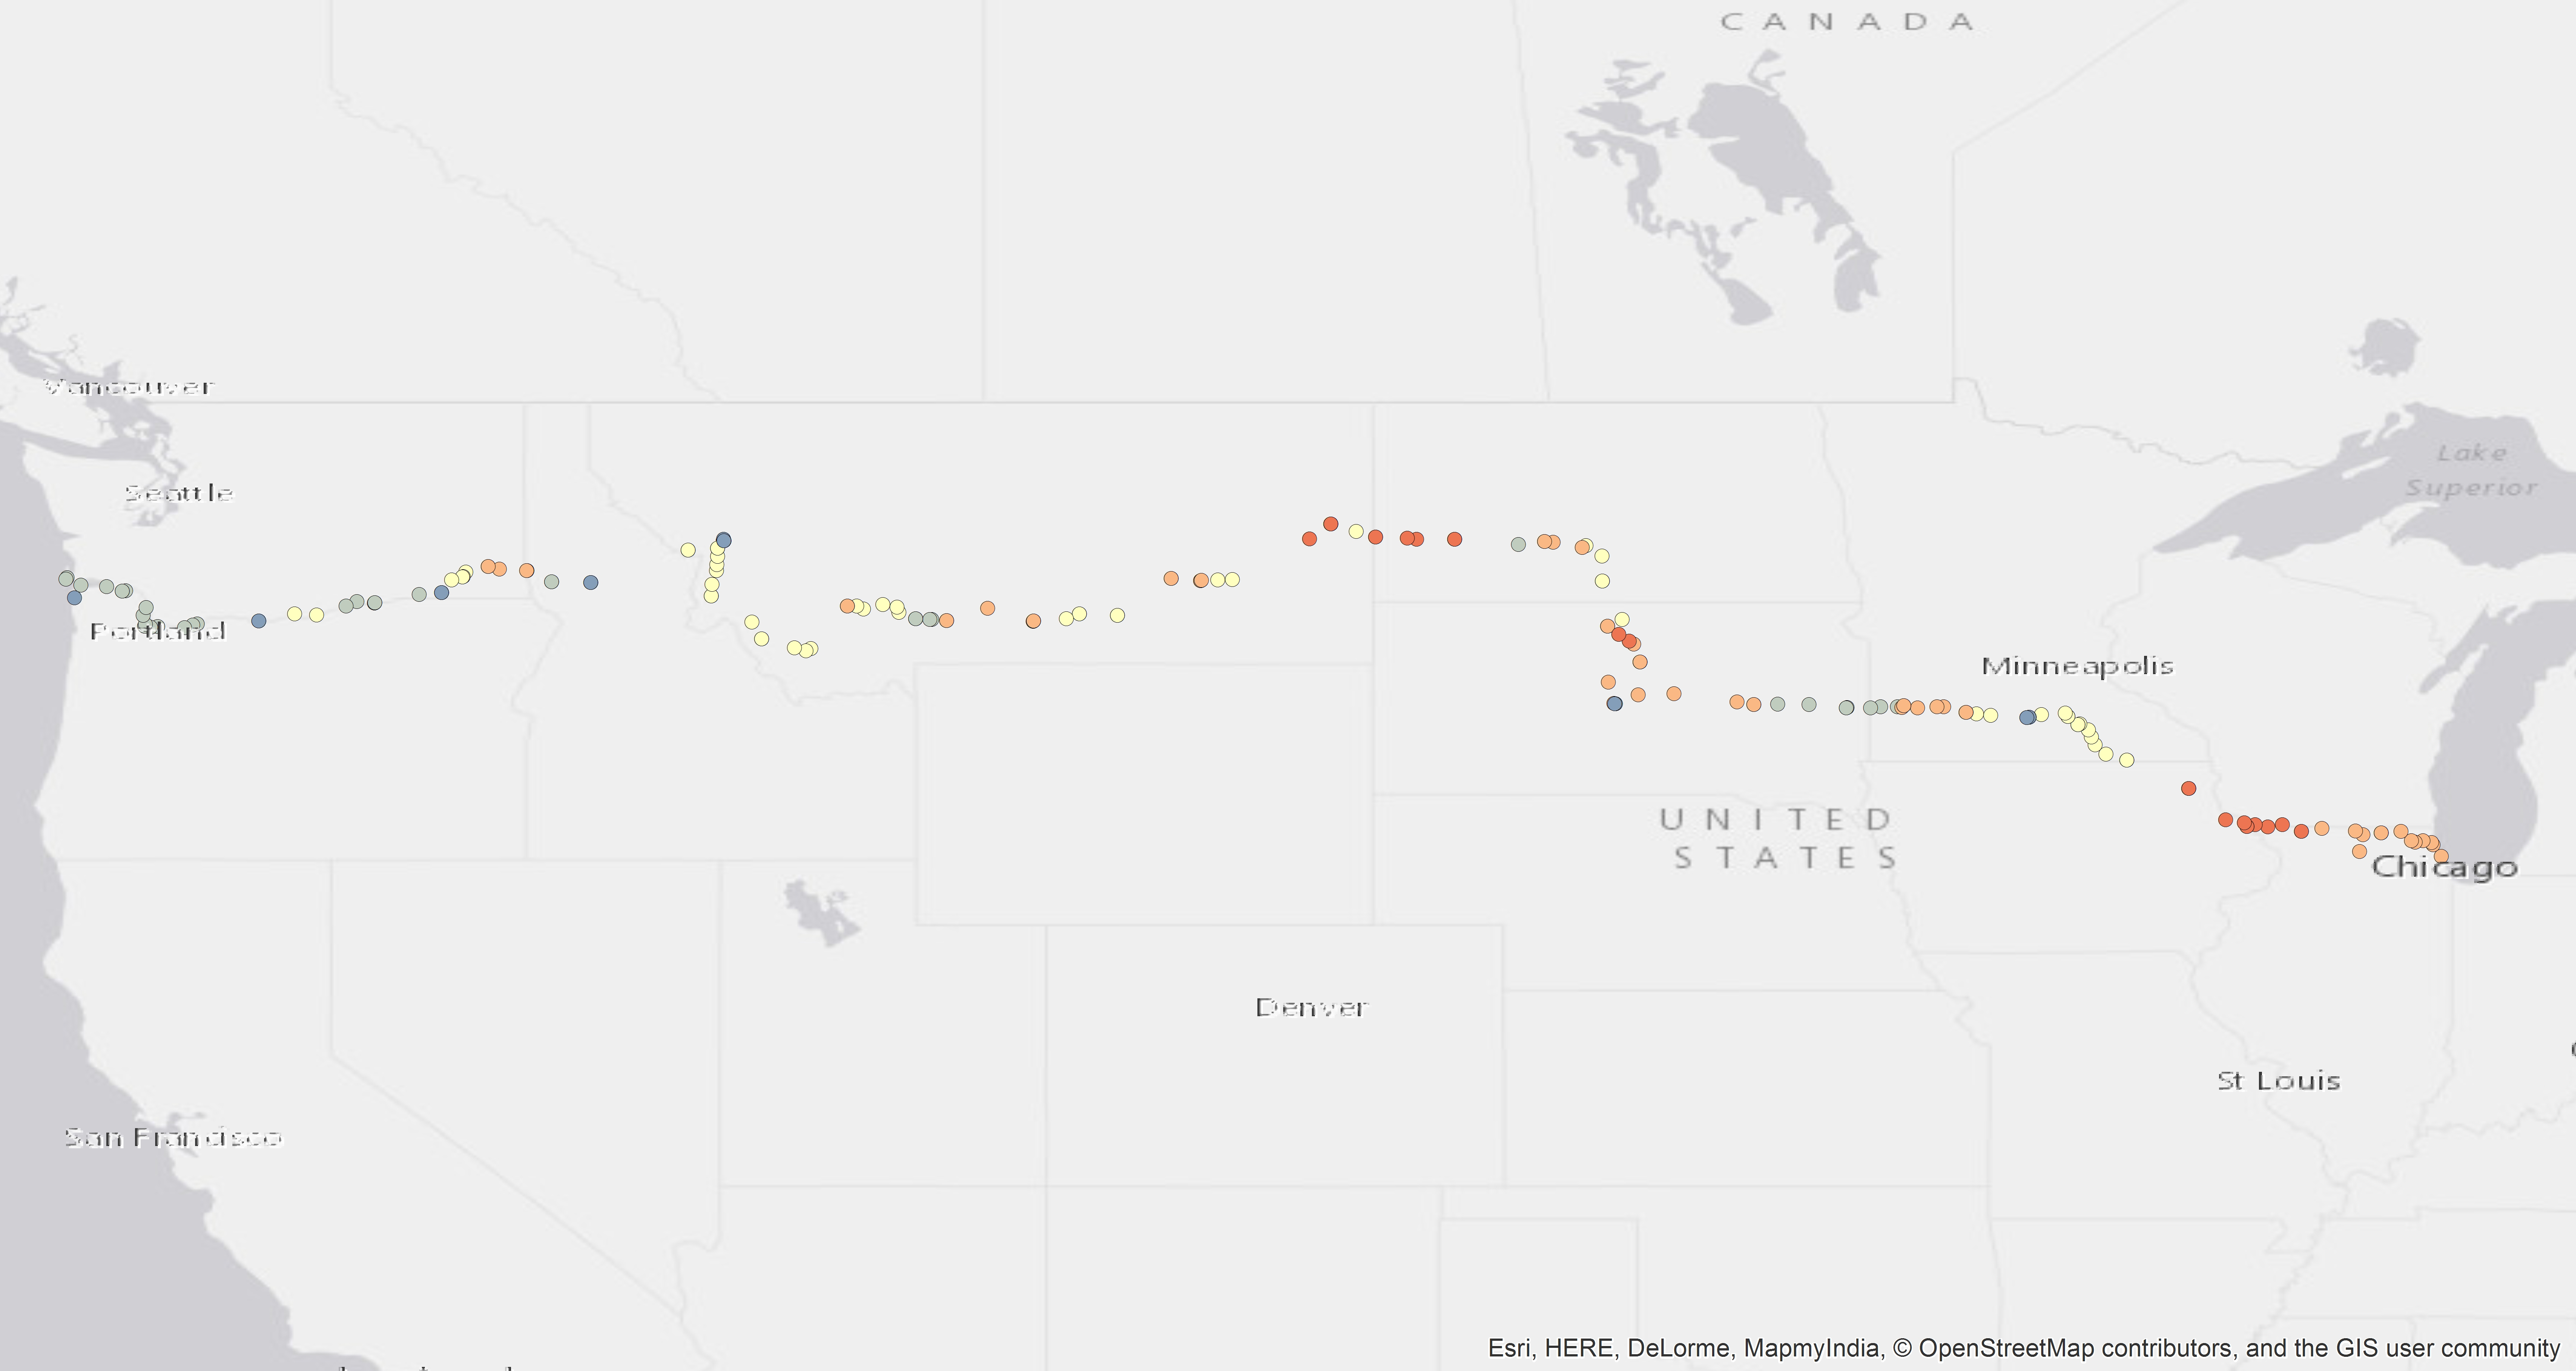 C A N A D A
Vancouver
Lake
Superior
Seattle
Portland
Minneapolis
UNITED
STATES
Chicago
Denver
St Louis
San Francisco
Esri, HERE, DeLorme, MapmyIndia, © OpenStreetMap contributors, and the GIS user community